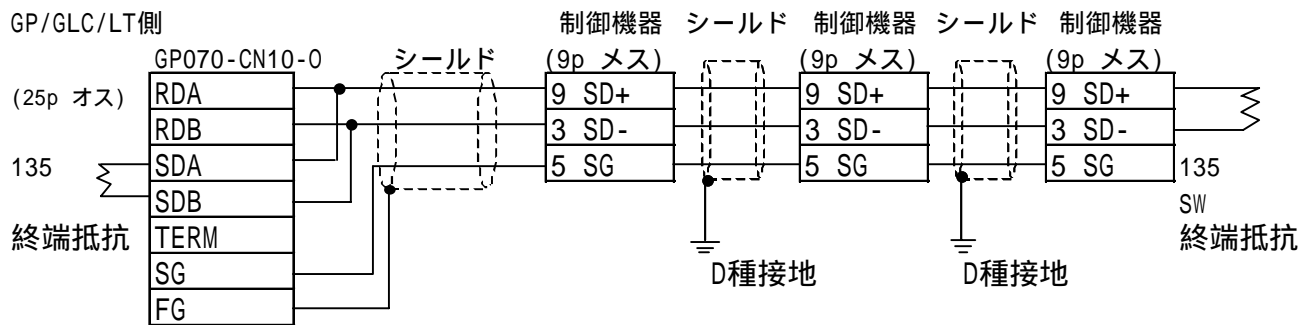 GP/GLC/LT側
制御機器 シールド 制御機器 シールド 制御機器
GP070-CN10-O シールド (9p メス) (9p メス) (9p メス)
(25p オス)
RDA
RDB
SDA
SDB
TERM
SG
FG
135
終端抵抗
9 SD+
3 SD-
5 SG
9 SD+
3 SD-
5 SG
9 SD+
3 SD-
5 SG
135
SW
終端抵抗
D種接地
D種接地